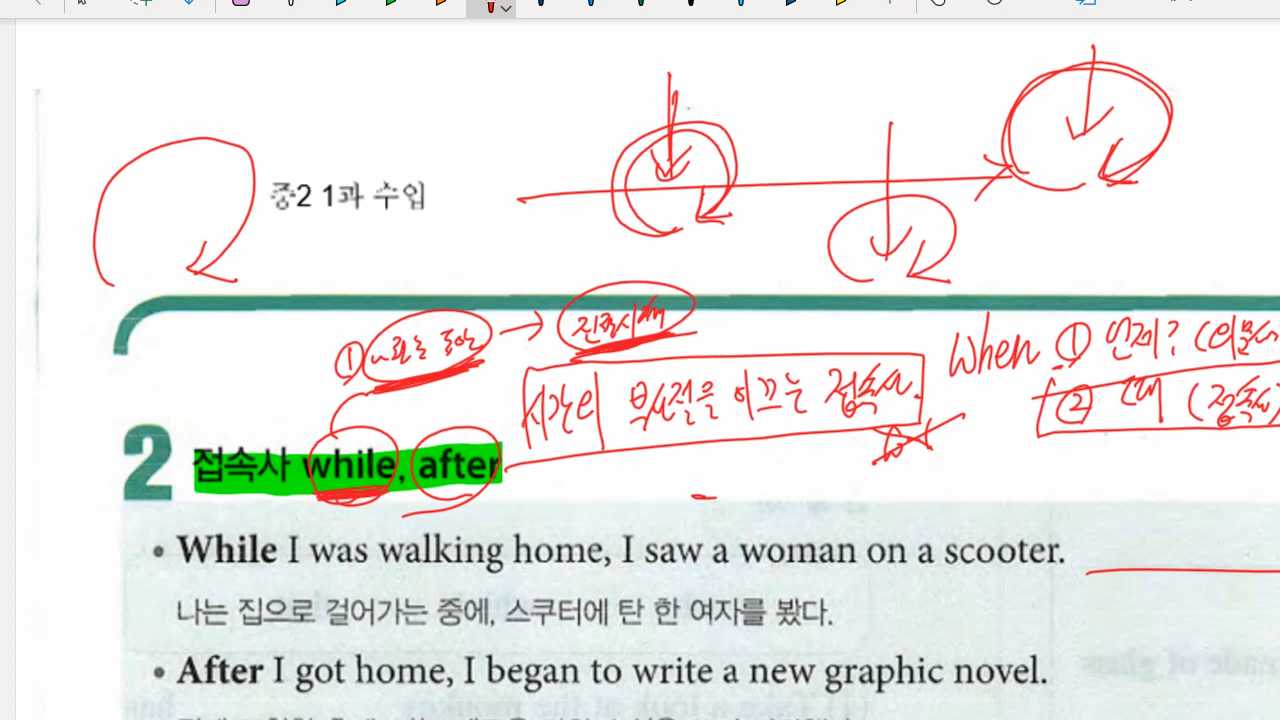 중2 1과 수입
① ~하는 동안 → 진행시제
시간의 부사절을 이끄는 접속사.
When ① 언제? (의문사
② ~때 (접속사)
2 접속사 while, after
• While I was walking home, I saw a woman on a scooter.
나는 집으로 걸어가는 중에, 스쿠터에 탄 한 여자를 봤다.
• After I got home, I began to write a new graphic novel.